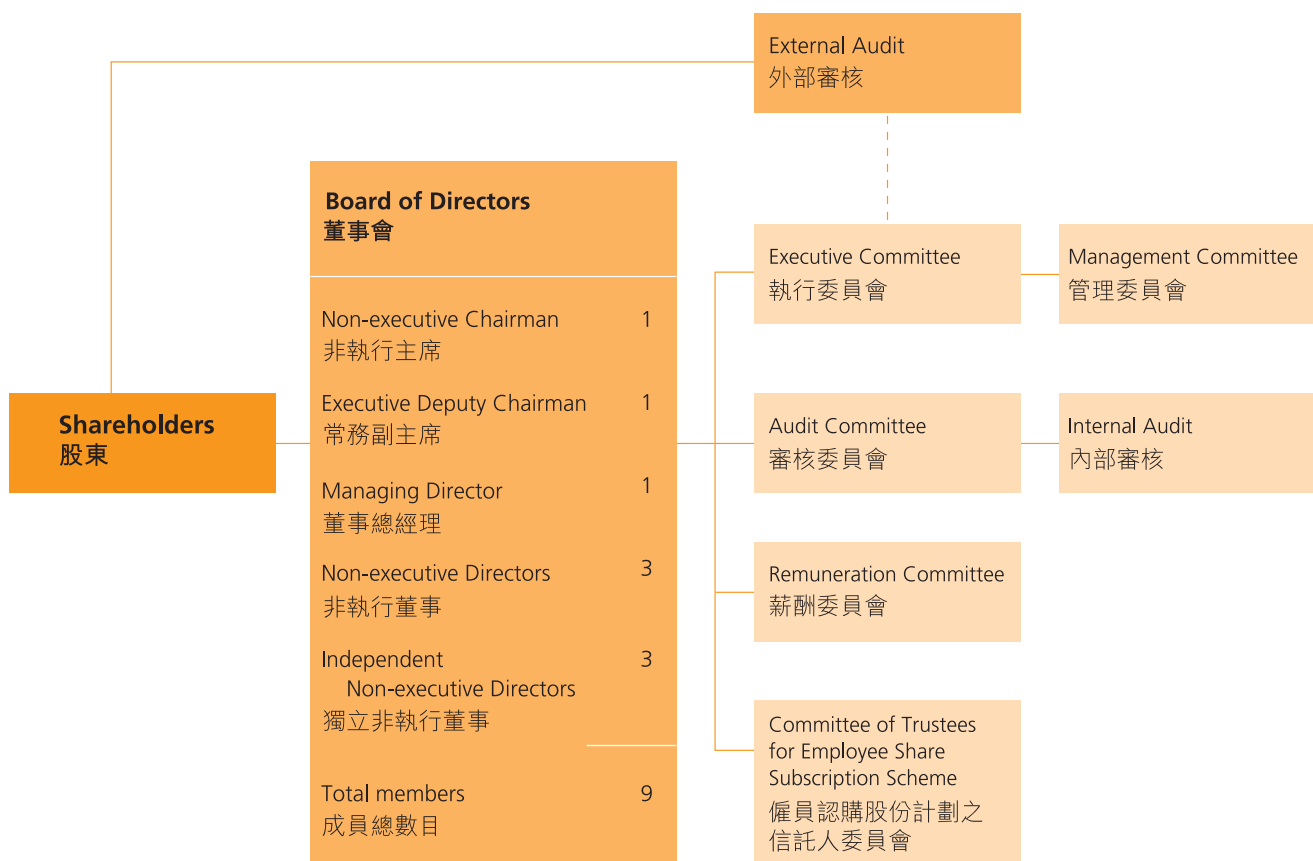 External Audit
外部審核
Board of Directors
董事會
Non-executive Chairman 1
非執行主席
Executive Deputy Chairman 1
常務副主席
Managing Director 1
董事總經理
Non-executive Directors 3
非執行董事
Independent 3
Non-executive Directors
獨立非執行董事
Total members 9
成員總數目
Shareholders
股東
Executive Committee
執行委員會
Management Committee
管理委員會
Audit Committee
審核委員會
Internal Audit
內部審核
Remuneration Committee
薪酬委員會
Committee of Trustees
for Employee Share
Subscription Scheme
僱員認購股份計劃之
信託人委員會